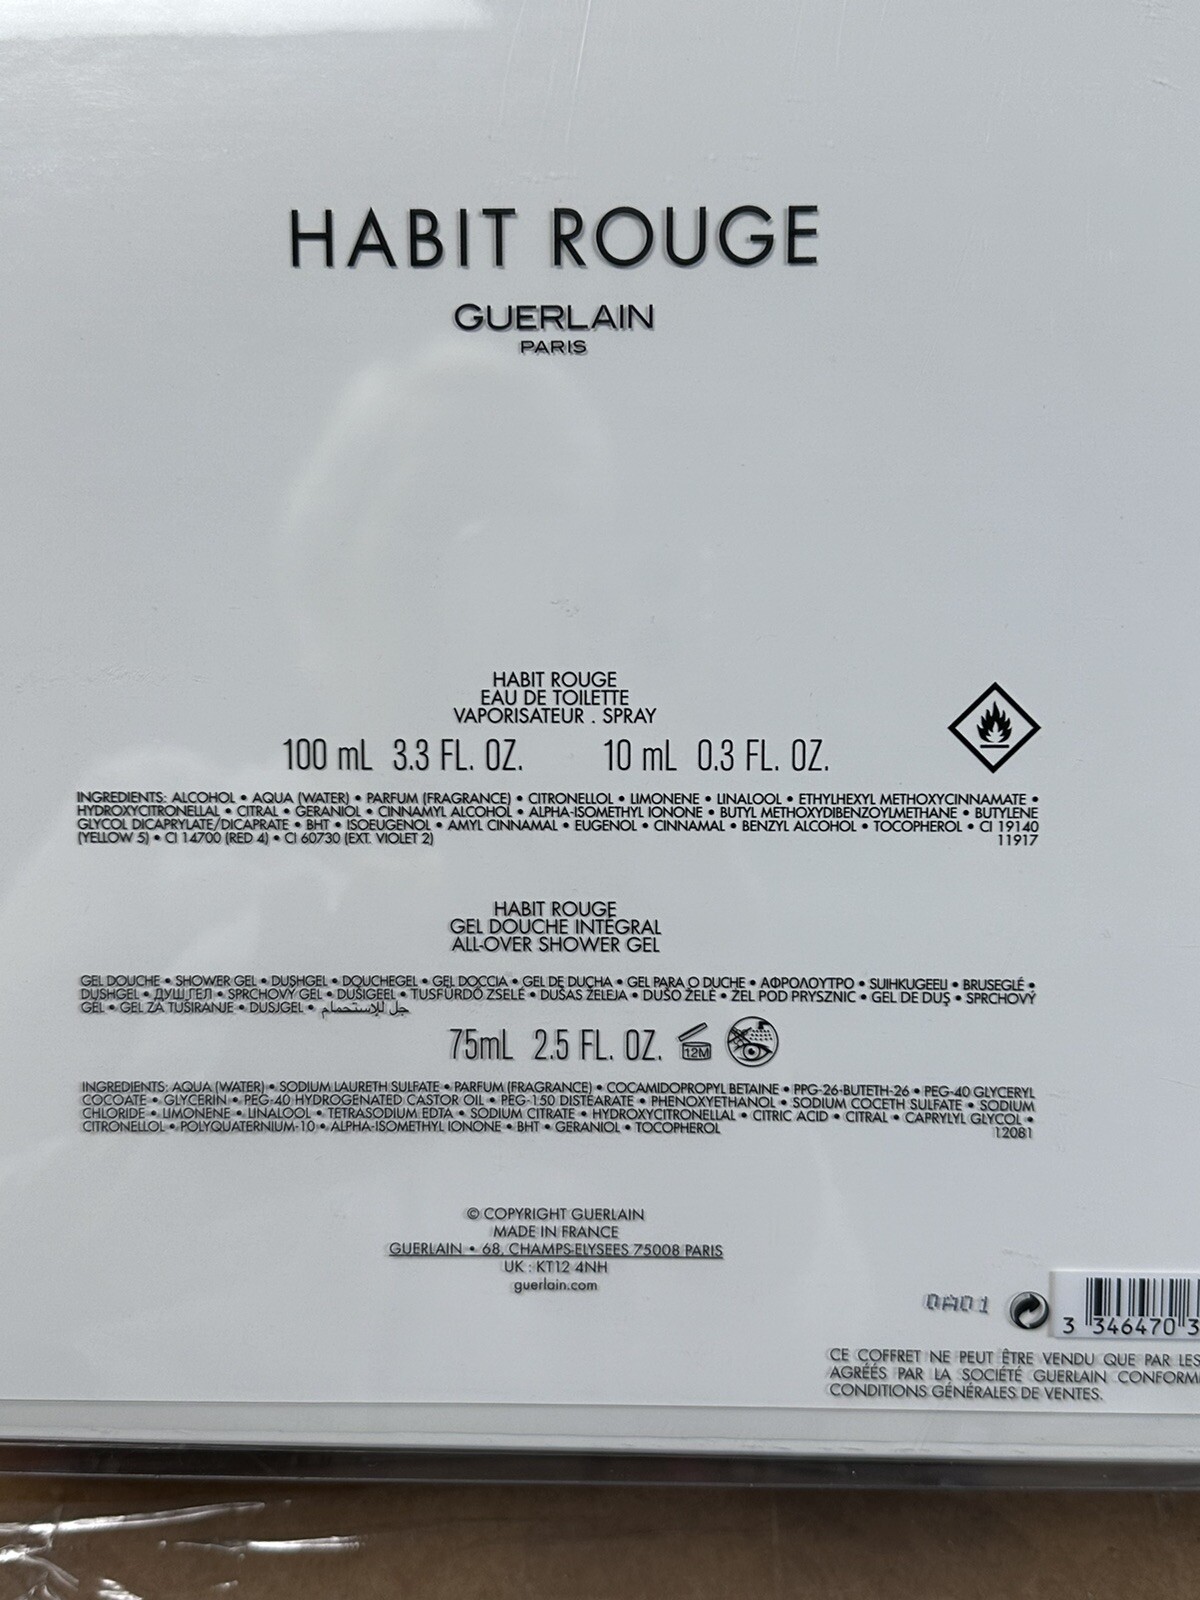 HABIT ROUGE
GUERLAIN
PARIS
HABIT ROUGE
EAU DE TOILETTE
VAPORISATEUR . SPRAY
100 mL 3.3 FL. OZ. 10 mL 0.3 FL. OZ.
INGREDIENTS: ALCOHOL • AQUA (WATER) • PARFUM (FRAGRANCE) • CITRONELLOL • LIMONENE • LINALOOL • ETHYLHEXYL METHOXYCINNAMATE •
HYDROXYCITRONELLAL • CITRAL • GERANIOL • CINNAMYL ALCOHOL • ALPHA-ISOMETHYL IONONE • BUTYL METHOXYDIBENZOYLMETHANE • BUTYLENE
GLYCOL DICAPRYLATE/DICAPRATE • BHT • ISOEUGENOL • AMYL CINNAMAL • EUGENOL • CINNAMAL • BENZYL ALCOHOL • TOCOPHEROL • CI 19140
(YELLOW 5) • CI 14700 (RED 4) • CI 60730 (EXT. VIOLET 2) 11917
HABIT ROUGE
GEL DOUCHE INTÉGRAL
ALL-OVER SHOWER GEL
GEL DOUCHE • SHOWER GEL • DUSHGEL • DOUCHEGEL • GEL DOCCIA • GEL DE DUCHA • GEL PARA O DUCHE • ΑΦΡΟΛΟΥΤΡΟ • SUIHKUGEELI • BRUSEGLÉ •
DUSHGEL • ДУШ ГЕЛ • SPRCHOVÝ GEL • DUŠIGEEL • TUSFÜRDŐ ZSELÉ • DUŠAS ŽELEJA • DUŠO ŽELĖ • ŻEL POD PRYSZNIC • GEL DE DUŞ • SPRCHOVÝ
GÉL • GEL ZA TUŠIRANJE • DUSJGEL • جل للإستحمام
75mL 2.5 FL. OZ. 12M
INGREDIENTS: AQUA (WATER) • SODIUM LAURETH SULFATE • PARFUM (FRAGRANCE) • COCAMIDOPROPYL BETAINE • PPG-26-BUTETH-26 • PEG-40 GLYCERYL
COCOATE • GLYCERIN • PEG-40 HYDROGENATED CASTOR OIL • PEG-150 DISTEARATE • PHENOXYETHANOL • SODIUM COCETH SULFATE • SODIUM
CHLORIDE • LIMONENE • LINALOOL • TETRASODIUM EDTA • SODIUM CITRATE • HYDROXYCITRONELLAL • CITRIC ACID • CITRAL • CAPRYLYL GLYCOL •
CITRONELLOL • POLYQUATERNIUM-10 • ALPHA-ISOMETHYL IONONE • BHT • GERANIOL • TOCOPHEROL 12081
© COPYRIGHT GUERLAIN
MADE IN FRANCE
GUERLAIN • 68, CHAMPS-ELYSEES 75008 PARIS
UK : KT12 4NH
guerlain.com
0A01
3 346470 3
CE COFFRET NE PEUT ÊTRE VENDU QUE PAR LES
AGRÉÉS PAR LA SOCIÉTÉ GUERLAIN CONFORM
CONDITIONS GÉNÉRALES DE VENTES.